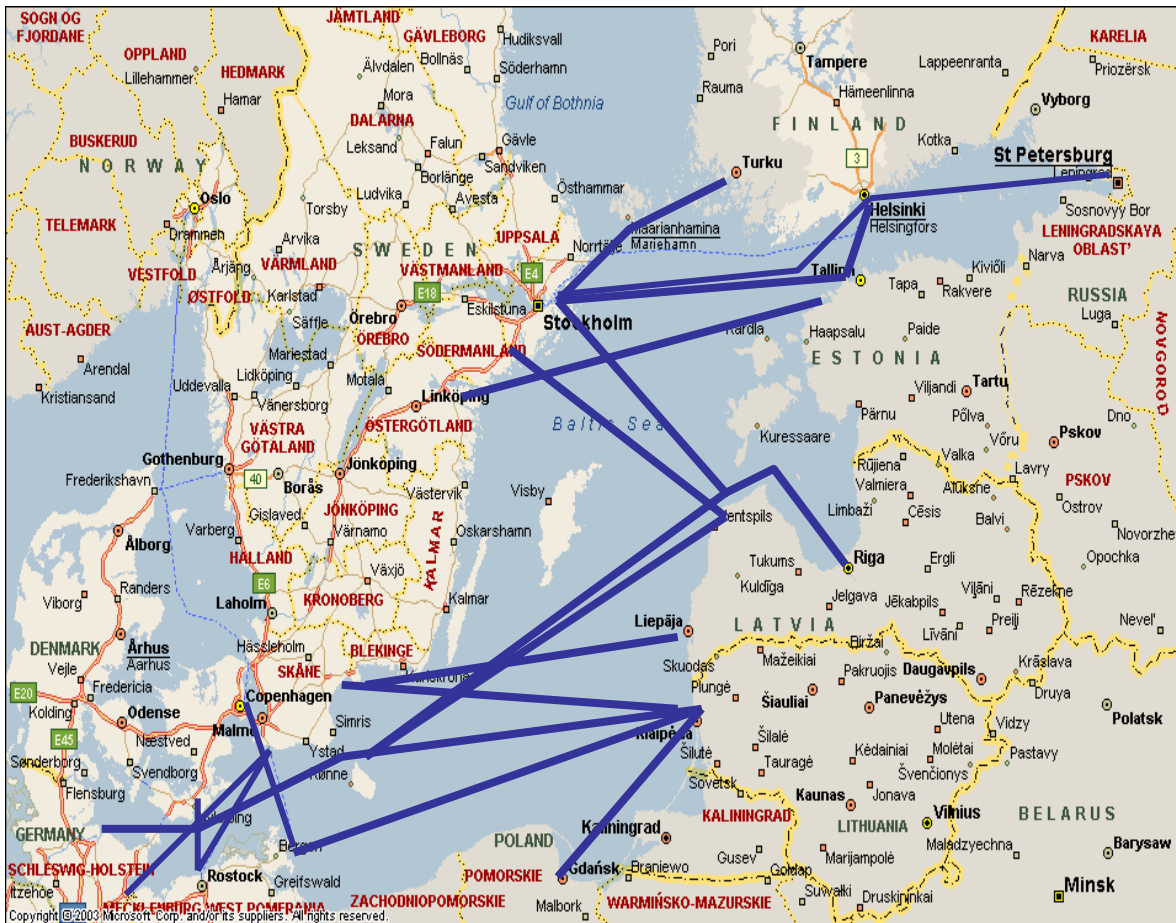 SOGN OG
FJORDANE
OPPLAND
Lillehammer
HEDMARK
Hamar
JÄMTLAND
GÄVLEBORG
Hudiksvall
Bollnäs
Söderhamn
Älvdalen
Mora
DALARNA
Leksand
Falun
Borlänge
Gävle
Sandviken
Ludvika
Avesta
Östhammar
Gulf of Bothnia
Pori
Rauma
Tampere
Hämeenlinna
FINLAND
3
Lappeenranta
KARELIA
Priozërsk
Vyborg
Kotka
St Petersburg
Leningrad
Sosnovyy Bor
LENINGRADSKAYA
OBLAST'
Turku
Helsinki
Helsingfors
Maarianhamina
Mariehamn
BUSKERUD
NORWAY
Oslo
TELEMARK
Drammen
VESTFOLD
ØSTFOLD
Torsby
Arvika
Årjäng
VÄRMLAND
SWEDEN
UPPSALA
Norrtälje
VÄSTMANLAND
E4
E18
Karlstad
Säffle
Örebro
ÖREBRO
Eskilstuna
Stockholm
SÖDERMANLAND
AUST-AGDER
Arendal
Kristiansand
Mariestad
Lidköping
Uddevalla
Vänersborg
Motala
Linköping
ÖSTERGÖTLAND
VÄSTRA
GÖTALAND
Gothenburg
40
Borås
Jönköping
JÖNKÖPING
Gislaved
Värnamo
Västervik
Visby
Oskarshamn
KALMAR
Baltic Sea
Tallinn
Kiviõli
Narva
Tapa
Rakvere
Kärdla
Haapsalu
Paide
ESTONIA
RUSSIA
Luga
NOVGOROD
Viljandi
Tartu
Pärnu
Põlva
Võru
Kuressaare
Dno
Pskov
PSKOV
Rūjiena
Valka
Lavry
Valmiera
Alūksne
Limbaži
Cēsis
Balvi
Ostrov
Novorzhe
Opochka
Frederikshavn
Ålborg
Varberg
HALLAND
E6
Laholm
Växjö
KRONOBERG
Kalmar
Viborg
Randers
DENMARK
Århus
Aarhus
Vejle
E20
Fredericia
Kolding
Odense
E45
Hässleholm
SKÅNE
BLEKINGE
Copenhagen
Malmö
Simris
Ystad
Rønne
Næstved
Svendborg
Sønderborg
Flensburg
GERMANY
SCHLESWIG-HOLSTEIN
Itzehoe
Rostock
Bergen
Greifswald
MECKLENBURG-WEST POMERANIA
ZACHODNIOPOMORSKIE
POLAND
POMORSKIE
Gdańsk
Malbork
Braniewo
WARMIŃSKO-MAZURSKIE
Ventspils
Tukums
Kuldīga
Riga
Ergli
Jelgava
Jēkabpils
Viļāni
Rēzekne
Līvāni
Preiļi
Nevel'
LATVIA
Liepāja
Skuodas
Mažeikiai
Biržai
Pakruojis
Daugavpils
Krāslava
Druya
Plungė
Šiauliai
Panevėžys
Polatsk
Klaipėda
Šilutė
Šilalė
Tauragė
Sovetsk
Utena
Vidzy
Kėdainiai
Molėtai
Pastavy
Švenčionys
Jonava
Kaunas
KALININGRAD
Kaliningrad
LITHUANIA
Vilnius
BELARUS
Maladzyechna
Barysaw
Gusev
Marijampolė
Gołdap
Suwałki
Druskininkai
Minsk
Copyright © 2003 Microsoft Corp. and/or its suppliers. All rights reserved.